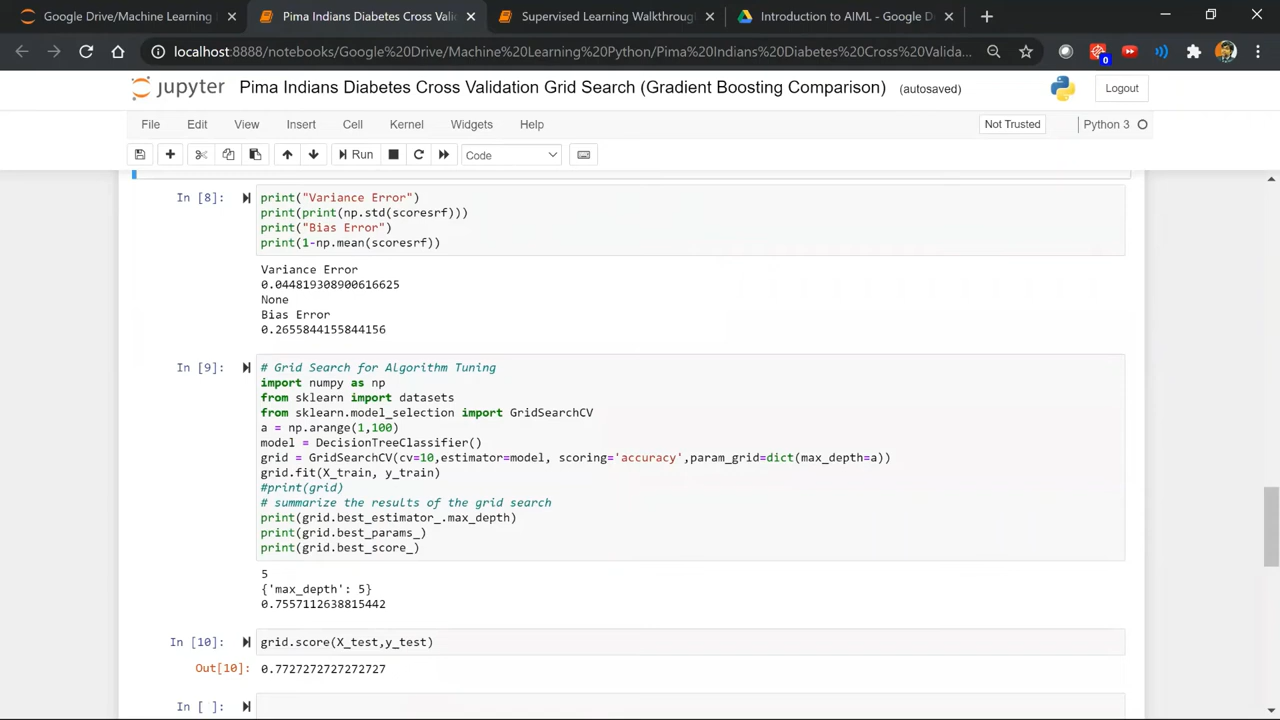 Google Drive/Machine Learning
Pima Indians Diabetes Cross Vali
Supervised Learning Walkthroug
Introduction to AIML - Google D
localhost:8888/notebooks/Google%20Drive/Machine%20Learning%20Python/Pima%20Indians%20Diabetes%20Cross%20Valida...
0
jupyter
Pima Indians Diabetes Cross Validation Grid Search (Gradient Boosting Comparison)
(autosaved)
Logout
File Edit View Insert Cell Kernel Widgets Help
Not Trusted
Python 3
Run
Code
In [8]:
print("Variance Error")
print(print(np.std(scoresrf)))
print("Bias Error")
print(1-np.mean(scoresrf))
Variance Error
0.044819308900616625
None
Bias Error
0.2655844155844156
In [9]:
# Grid Search for Algorithm Tuning
import numpy as np
from sklearn import datasets
from sklearn.model_selection import GridSearchCV
a = np.arange(1,100)
model = DecisionTreeClassifier()
grid = GridSearchCV(cv=10,estimator=model, scoring='accuracy',param_grid=dict(max_depth=a))
grid.fit(X_train, y_train)
#print(grid)
# summarize the results of the grid search
print(grid.best_estimator_.max_depth)
print(grid.best_params_)
print(grid.best_score_)
5
{'max_depth': 5}
0.7557112638815442
In [10]:
grid.score(X_test,y_test)
Out[10]:
0.7727272727272727
In [ ]: